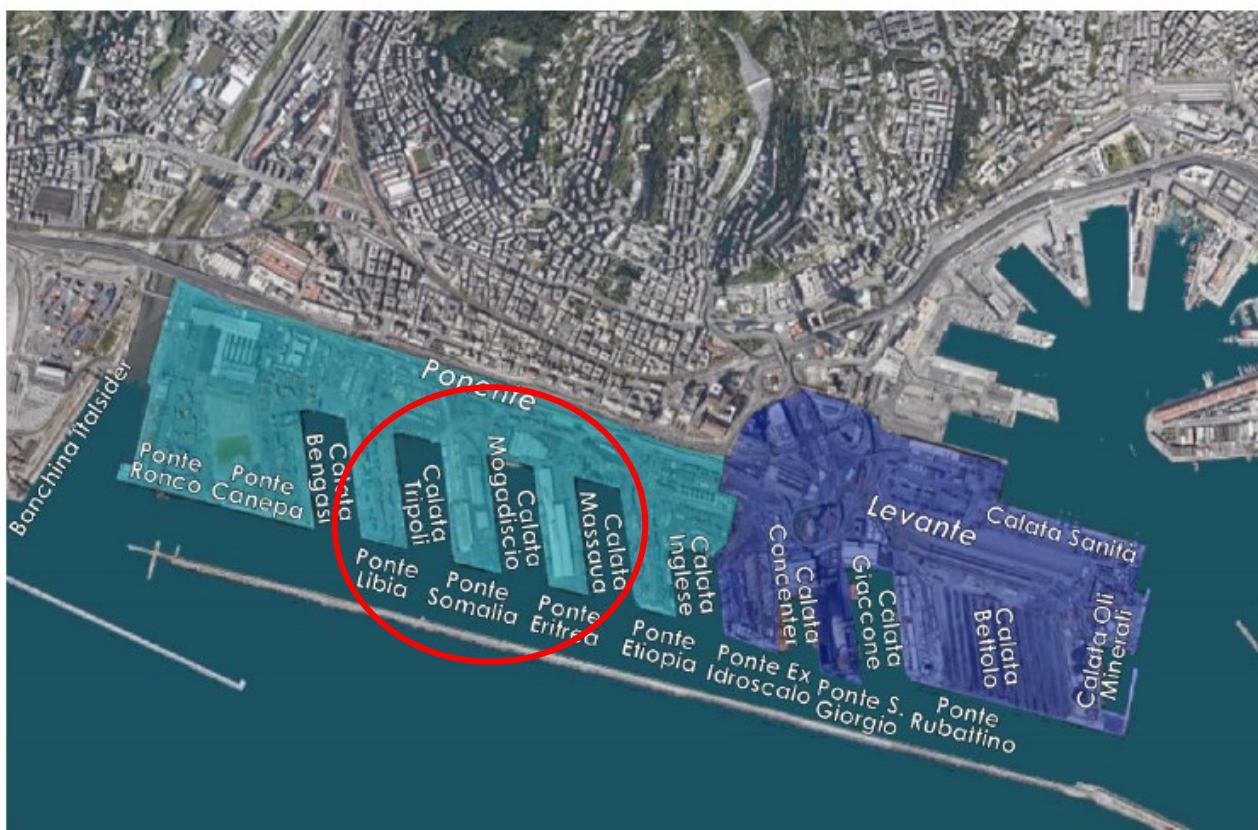 Ponente
Levante
Banchina Italsider
Ponte
Ronco
Ponte
Canepa
Calata
Bengasi
Calata
Tripoli
Calata
Mogadiscio
Calata
Massaua
Calata
Inglese
Ponte
Libia
Ponte
Somalia
Ponte
Eritrea
Ponte
Etiopia
Calata
Concenter
Calata
Giaccone
Calata Sanità
Calata
Bettolo
Calata Oli
Minerati
Ponte Ex
Idroscalo
Ponte S.
Giorgio
Ponte
Rubattino